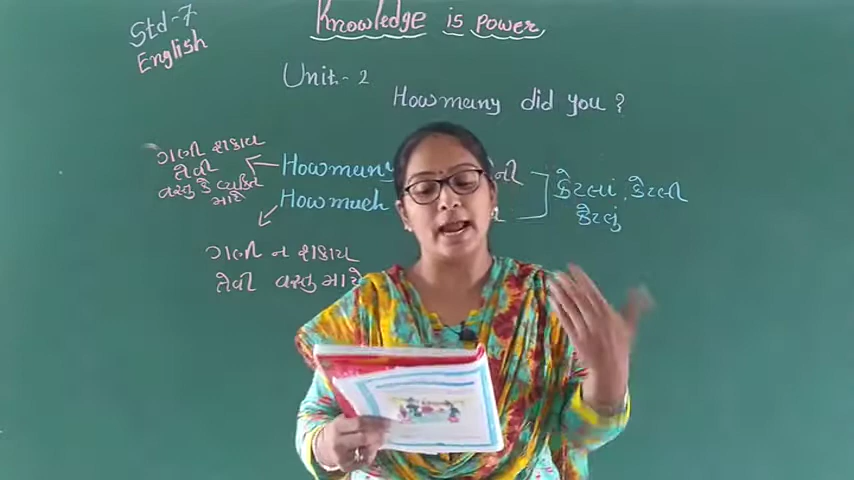 Std-7
English
Knowledge is power
Unit-2
How many did you ?
ગણી શકાય
તેવી
વસ્તુ કે વ્યક્તિ
માટે
How many
How much
કેટલાં, કેટલી
કેટલું
ગણી ન શકાય
તેવી વસ્તુ માટે